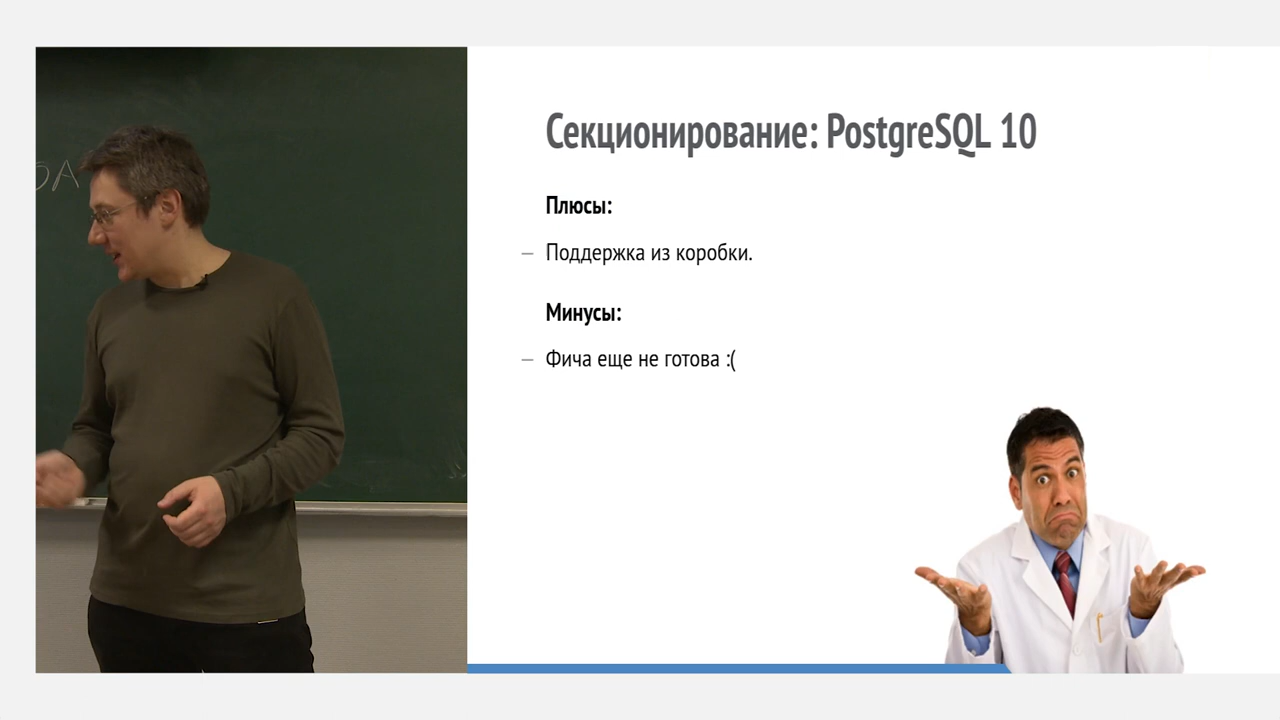 Секционирование: PostgreSQL 10
Плюсы:
– Поддержка из коробки.
Минусы:
– Фича еще не готова :(